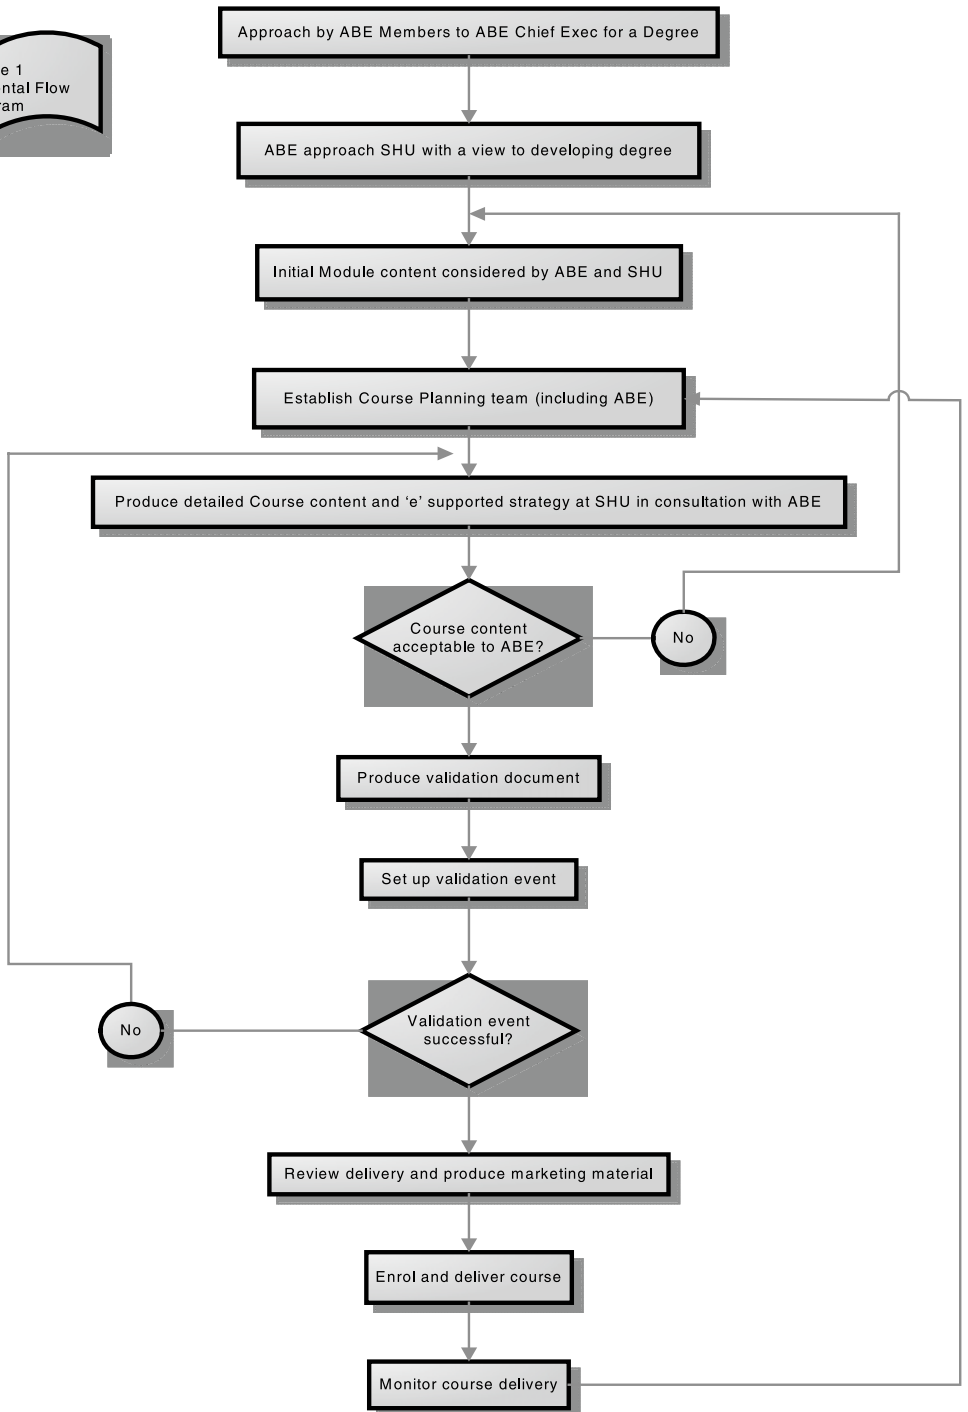 Approach by ABE Members to ABE Chief Exec for a Degree
e 1
ntal Flow
ram
ABE approach SHU with a view to developing degree
Initial Module content considered by ABE and SHU
Establish Course Planning team (including ABE)
Produce detailed Course content and ‘e’ supported strategy at SHU in consultation with ABE
Course content
acceptable to ABE?
No
Produce validation document
Set up validation event
Validation event
successful?
No
Review delivery and produce marketing material
Enrol and deliver course
Monitor course delivery